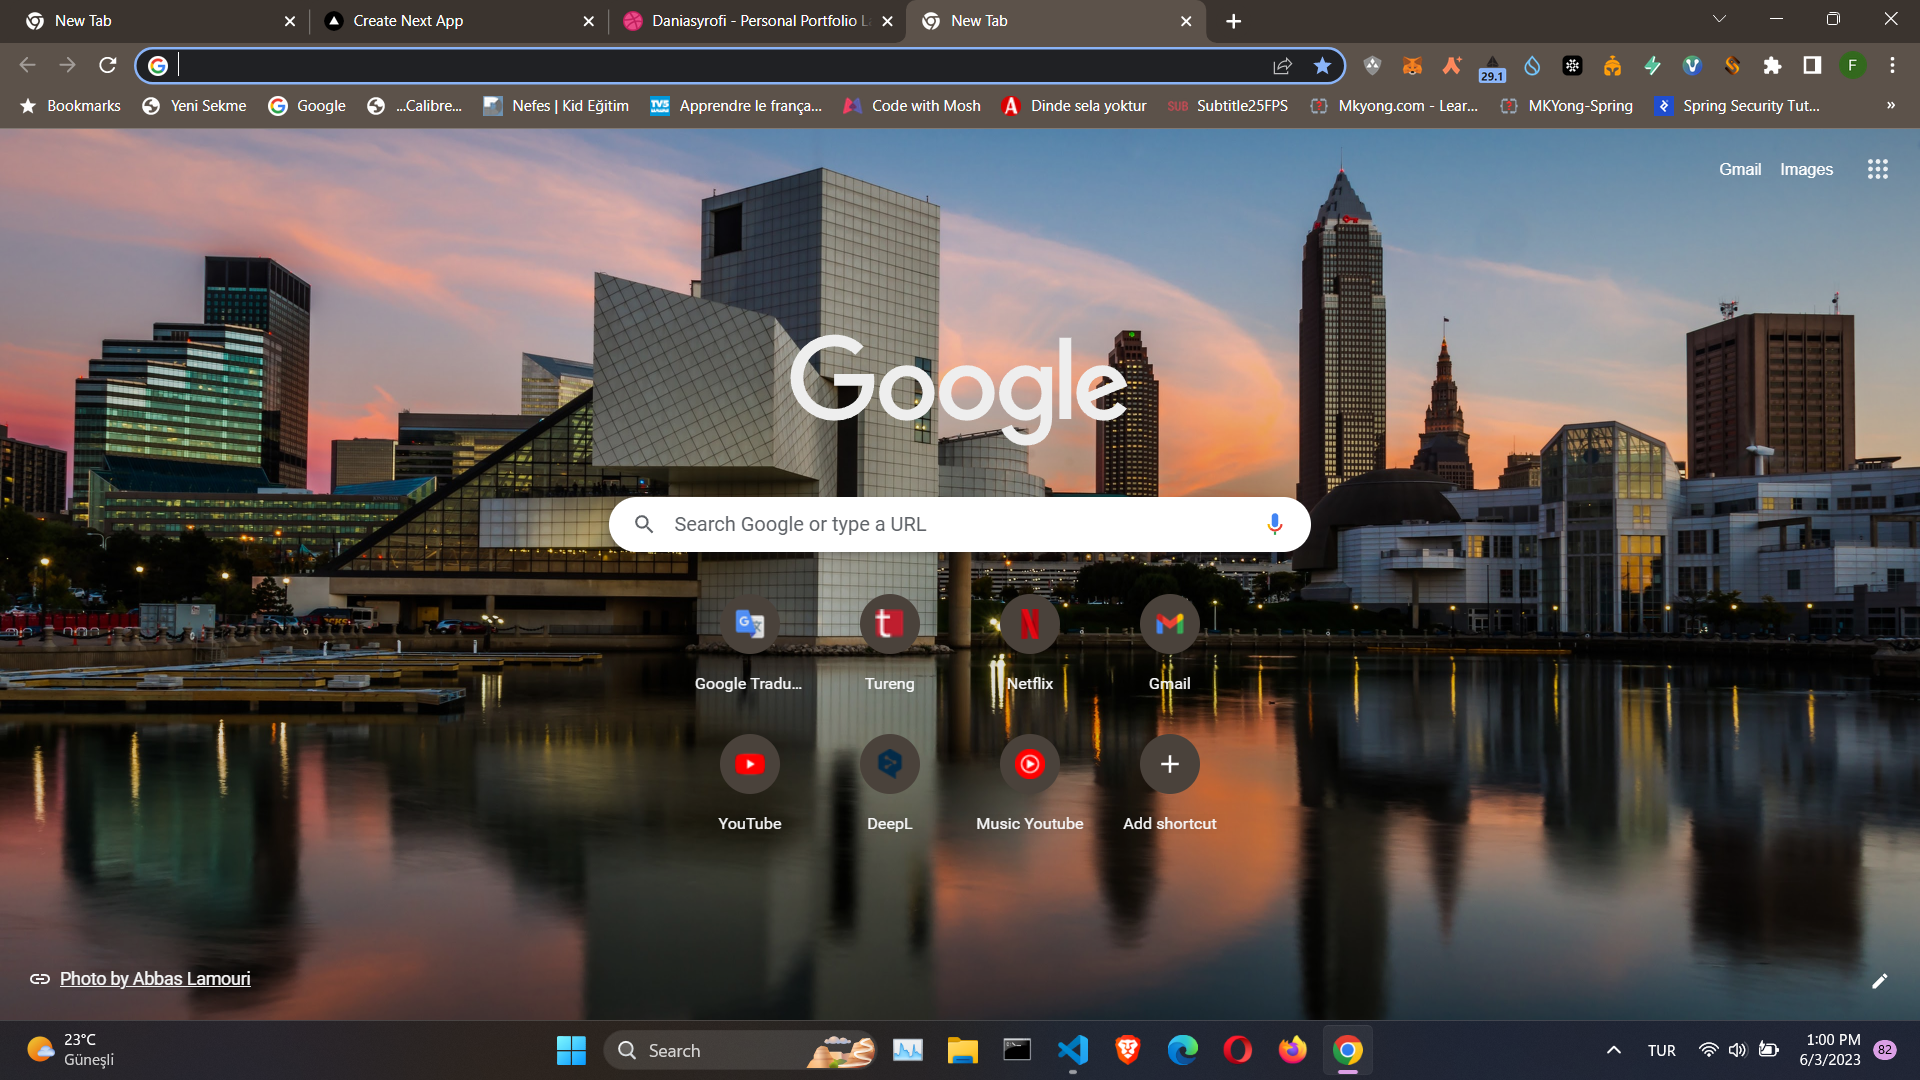 New Tab
Create Next App
Daniasyrofi - Personal Portfolio L
New Tab
29.1
F
Bookmarks
Yeni Sekme
Google
...Calibre...
Nefes | Kid Eğitim
TV5
Apprendre le frança...
Code with Mosh
Dinde sela yoktur
SUB
Subtitle25FPS
Mkyong.com - Lear...
MKYong-Spring
Spring Security Tut...
»
Gmail
Images
Google
Search Google or type a URL
Google Tradu...
Tureng
Netflix
Gmail
YouTube
DeepL
Music Youtube
Add shortcut
Photo by Abbas Lamouri
23°C
Güneşli
Search
TUR
1:00 PM
6/3/2023
82